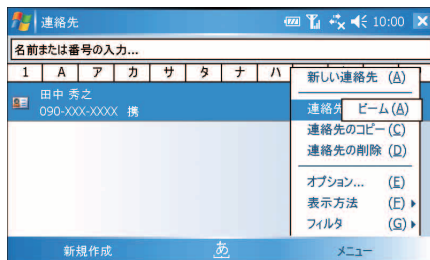 連絡先 10:00
名前または番号の入力...
1 A ア カ サ タ ナ ハ
田中 秀之
090-XXX-XXXX 携
新しい連絡先 (A)
連絡先
ビーム(A)
連絡先のコピー(C)
連絡先の削除 (D)
オプション... (E)
表示方法 (F)
フィルタ (G)
新規作成 あ メニュー